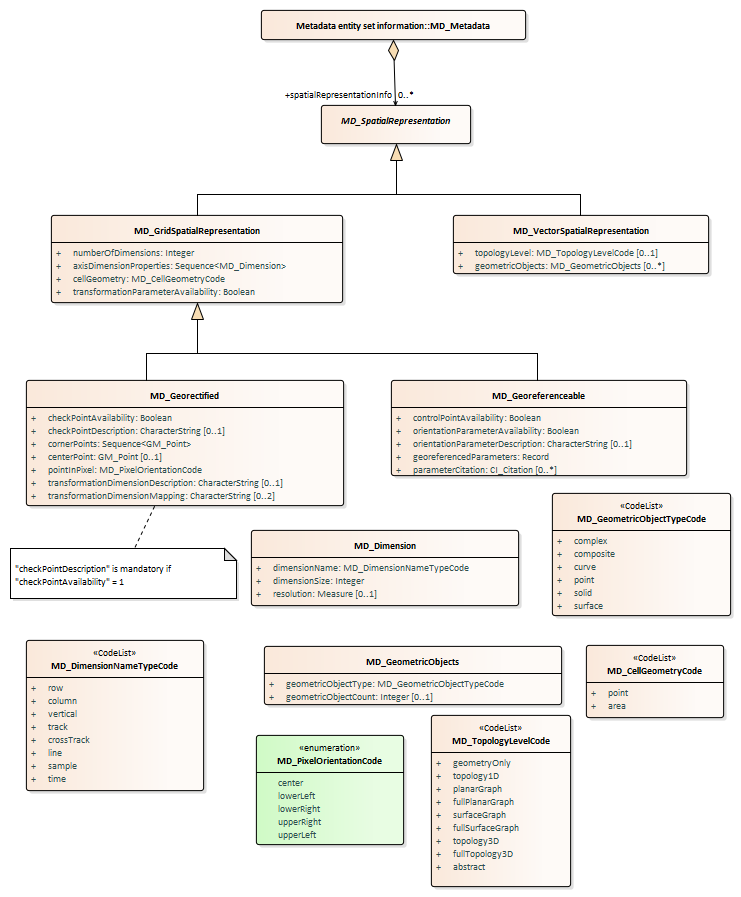 Metadata entity set information::MD_Metadata
+spatialRepresentationInfo 0..*
MD_SpatialRepresentation
MD_GridSpatialRepresentation
+ numberOfDimensions: Integer
+ axisDimensionProperties: Sequence<MD_Dimension>
+ cellGeometry: MD_CellGeometryCode
+ transformationParameterAvailability: Boolean
MD_VectorSpatialRepresentation
+ topologyLevel: MD_TopologyLevelCode [0..1]
+ geometricObjects: MD_GeometricObjects [0..*]
MD_Georectified
+ checkPointAvailability: Boolean
+ checkPointDescription: CharacterString [0..1]
+ cornerPoints: Sequence<GM_Point>
+ centerPoint: GM_Point [0..1]
+ pointInPixel: MD_PixelOrientationCode
+ transformationDimensionDescription: CharacterString [0..1]
+ transformationDimensionMapping: CharacterString [0..2]
MD_Georeferenceable
+ controlPointAvailability: Boolean
+ orientationParameterAvailability: Boolean
+ orientationParameterDescription: CharacterString [0..1]
+ georeferencedParameters: Record
+ parameterCitation: CI_Citation [0..*]
"checkPointDescription" is mandatory if
"checkPointAvailability" = 1
MD_Dimension
+ dimensionName: MD_DimensionNameTypeCode
+ dimensionSize: Integer
+ resolution: Measure [0..1]
«CodeList»
MD_GeometricObjectTypeCode
+ complex
+ composite
+ curve
+ point
+ solid
+ surface
«CodeList»
MD_DimensionNameTypeCode
+ row
+ column
+ vertical
+ track
+ crossTrack
+ line
+ sample
+ time
MD_GeometricObjects
+ geometricObjectType: MD_GeometricObjectTypeCode
+ geometricObjectCount: Integer [0..1]
«CodeList»
MD_CellGeometryCode
+ point
+ area
«enumeration»
MD_PixelOrientationCode
center
lowerLeft
lowerRight
upperRight
upperLeft
«CodeList»
MD_TopologyLevelCode
+ geometryOnly
+ topology1D
+ planarGraph
+ fullPlanarGraph
+ surfaceGraph
+ fullSurfaceGraph
+ topology3D
+ fullTopology3D
+ abstract